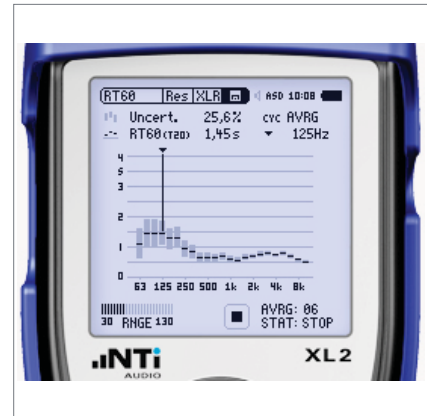 RT60 Res XLR ASD 10:08
Uncert. 25,6% cyc AVRG
RT60(T20) 1,45s 125Hz
4
s
3
2
1
0
63 125 250 500 1k 2k 4k 8k
30 RNGE 130
AVRG: 06
STAT: STOP
NTi
AUDIO
XL2